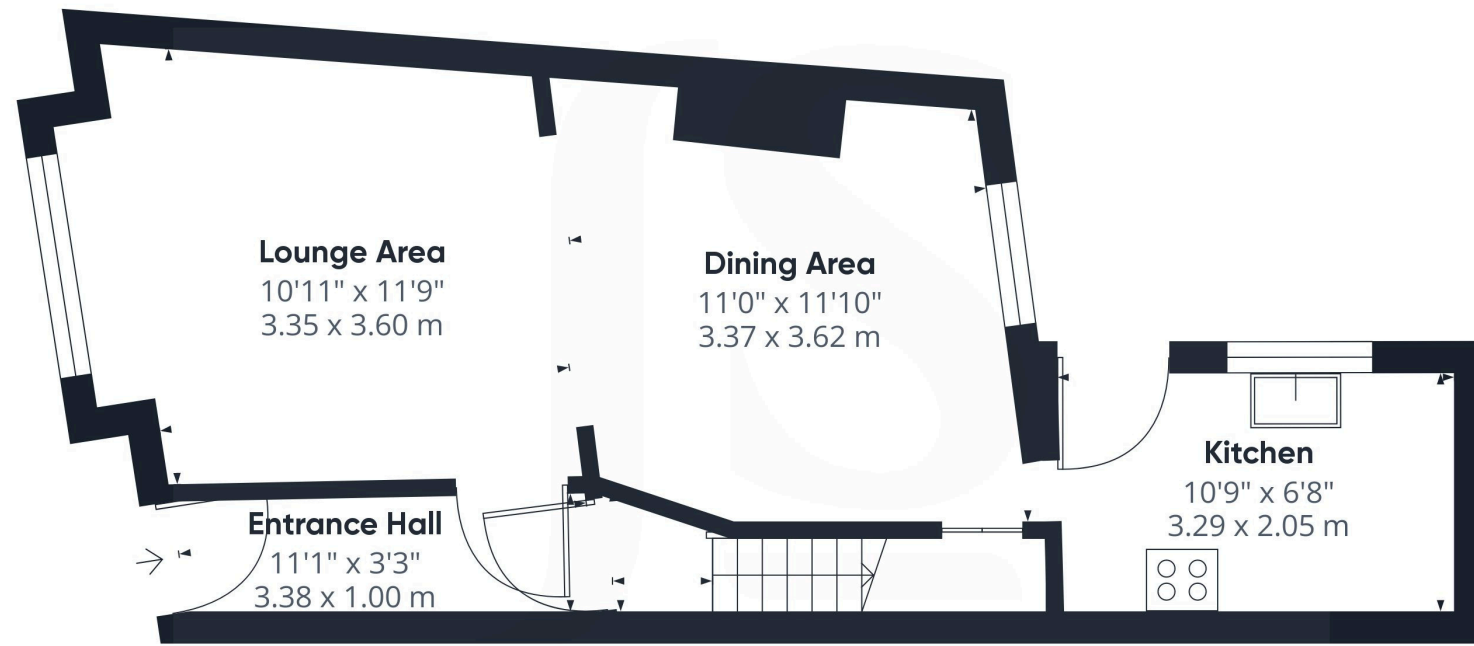 Lounge Area
10'11" x 11'9"
3.35 x 3.60 m
Dining Area
11'0" x 11'10"
3.37 x 3.62 m
Kitchen
10'9" x 6'8"
3.29 x 2.05 m
Entrance Hall
11'1" x 3'3"
3.38 x 1.00 m